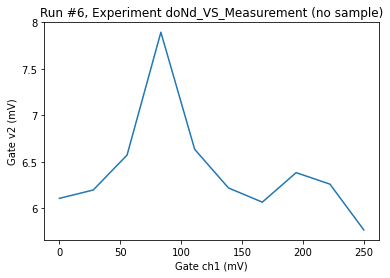 Run #6, Experiment doNd_VS_Measurement (no sample)
8
7.5
7
6.5
6
Gate v2 (mV)
0 50 100 150 200 250
Gate ch1 (mV)